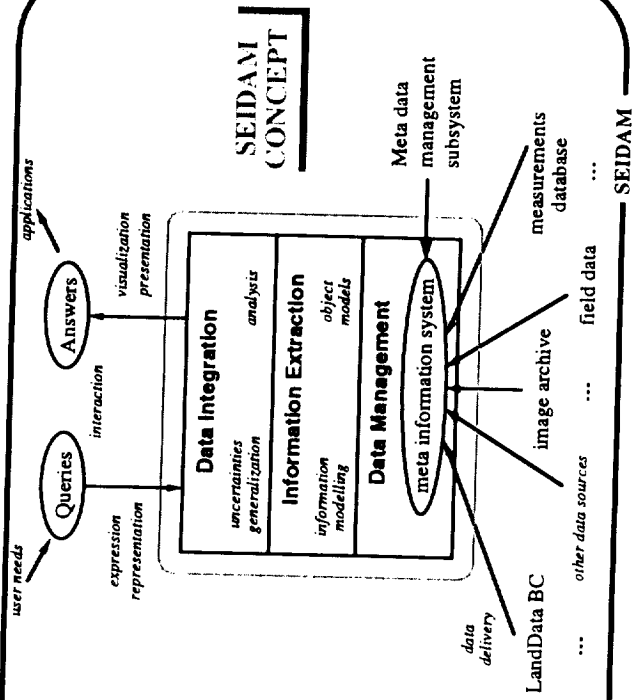 user needs
applications
Queries
Answers
SEIDAM
CONCEPT
interaction
expression
representation
visualization
presentation
Data Integration
uncertainties
generalization
analysis
Information Extraction
information
modelling
object
models
Data Management
meta information system
Meta data
management
subsystem
data
delivery
LandData BC
image archive
measurements
database
... other data sources ... field data ...
SEIDAM